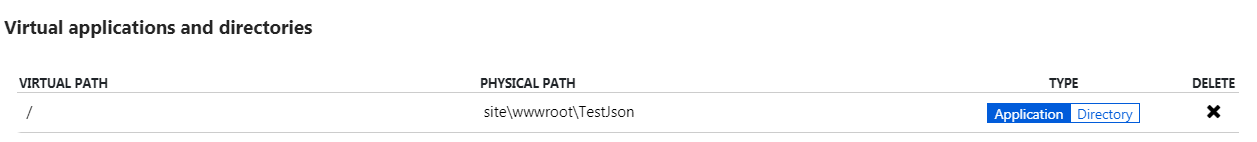 Virtual applications and directories
VIRTUAL PATH PHYSICAL PATH TYPE DELETE
/ site\wwwroot\TestJson Application Directory